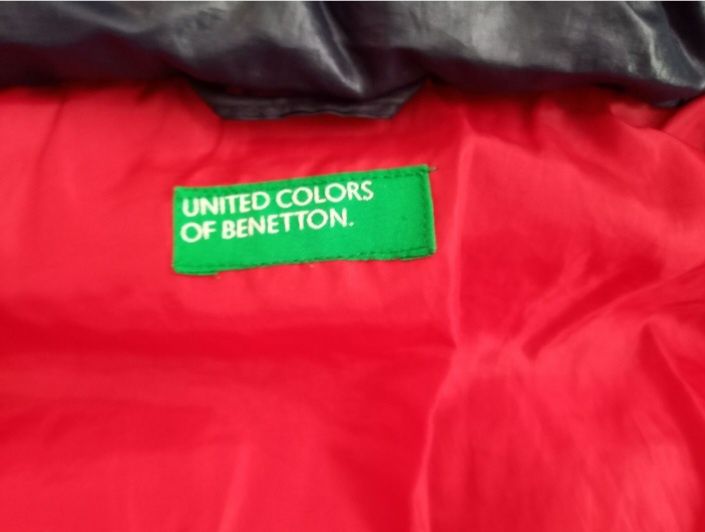 UNITED COLORS
OF BENETTON.